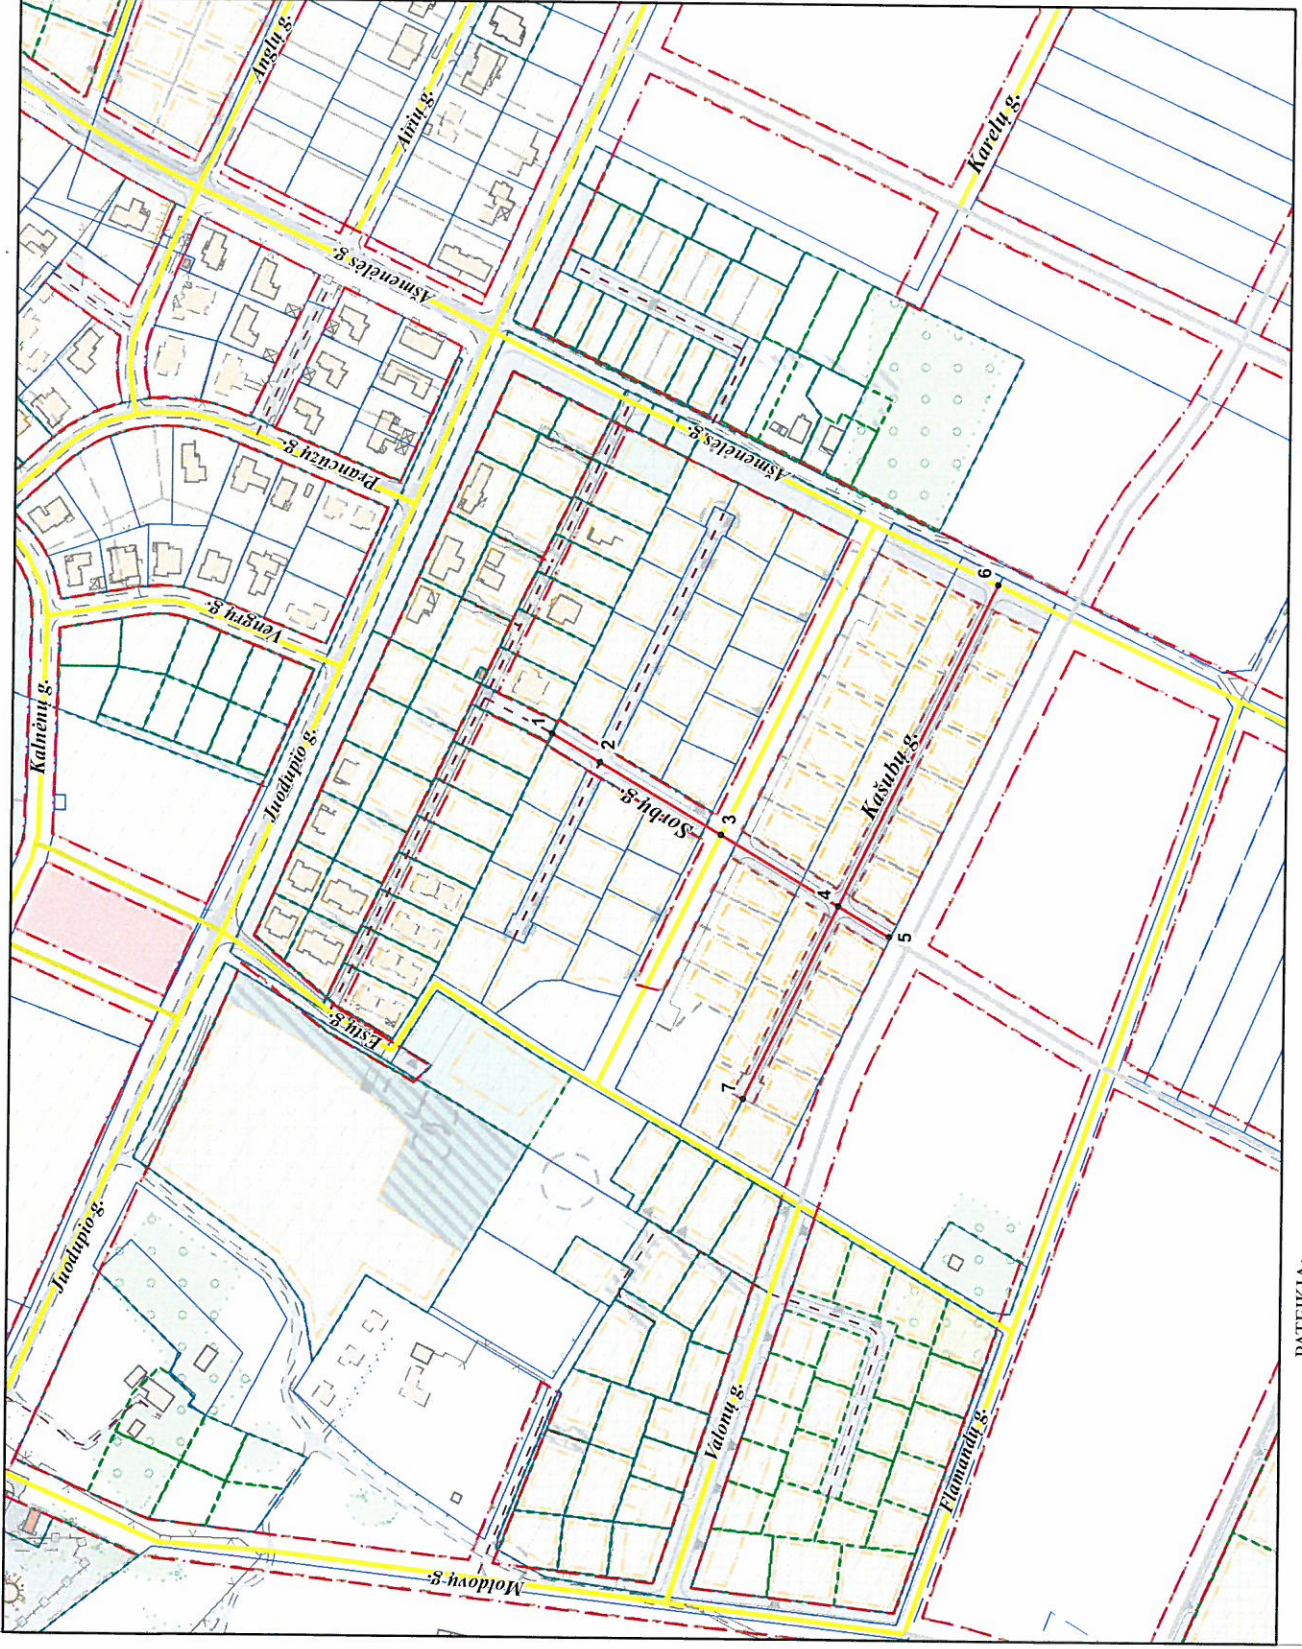 Anglų g.
Airių g.
Karelų g.
Ašmenėlės g.
Prancūzų g.
Vengrų g.
Kalnėnų g.
Juodupio g.
Ašmenėlės g.
Estų g.
Sorbų g.
Kašubų g.
1
2
3
4
5
6
7
Juodupio g.
Valonų g.
Flamandų g.
Moldovų g.
PATEIKIA: